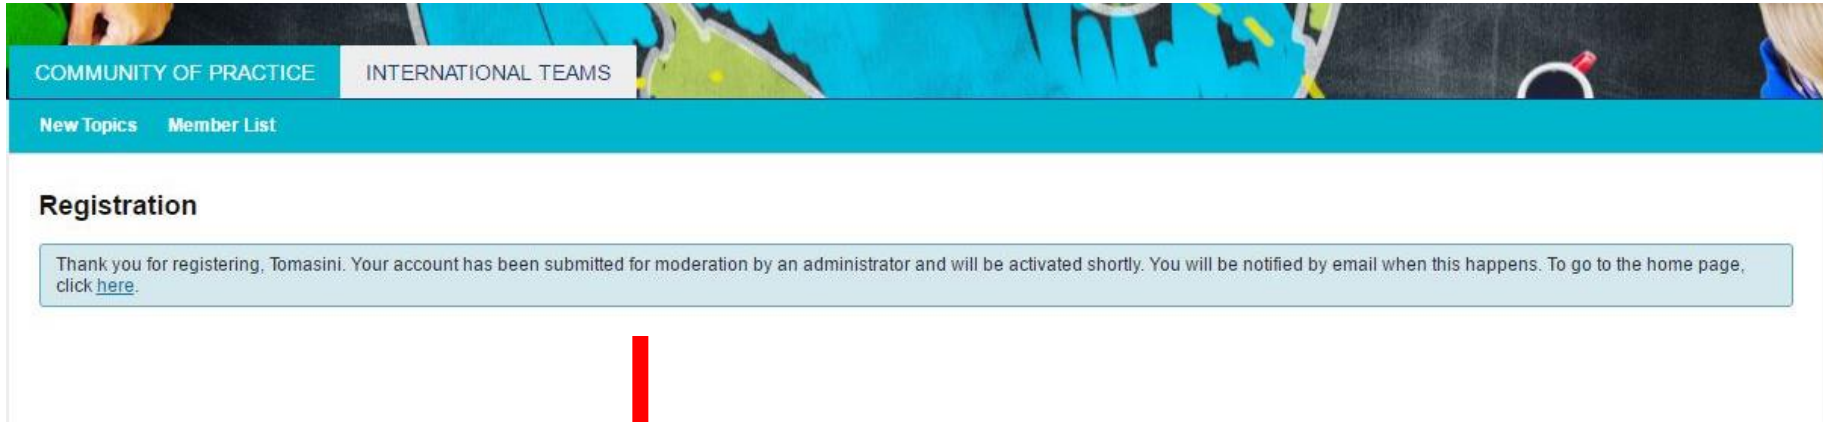 COMMUNITY OF PRACTICE INTERNATIONAL TEAMS
New Topics Member List
Registration
Thank you for registering, Tomasini. Your account has been submitted for moderation by an administrator and will be activated shortly. You will be notified by email when this happens. To go to the home page,
click here.